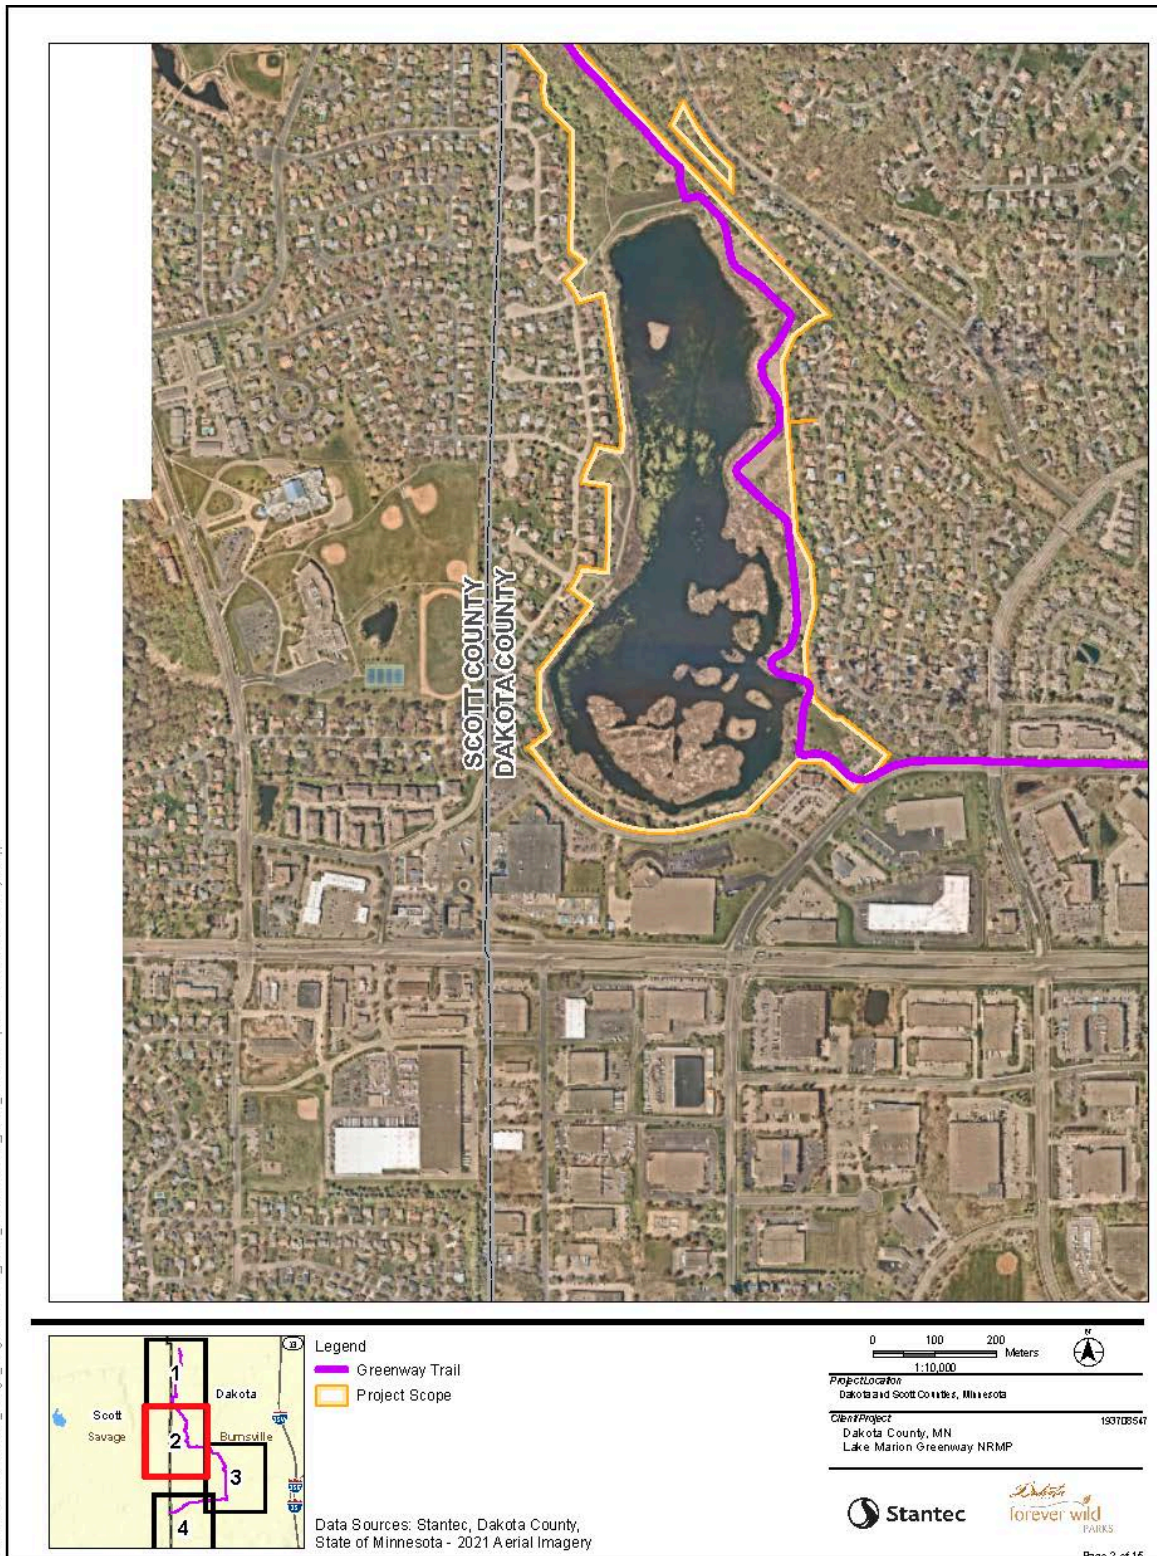 SCOTT COUNTY
DAKOTA COUNTY
1
Dakota
Scott
Savage
2
Burnsville
3
4
13
Legend
Greenway Trail
Project Scope
Data Sources: Stantec, Dakota County,
State of Minnesota - 2021 Aerial Imagery
0 100 200
Meters
1:10,000
N
Project Location
Dakota and Scott Counties, Minnesota
Client/Project
Dakota County, MN
Lake Marion Greenway NRMP
Stantec
Dakota
forever wild
PARKS